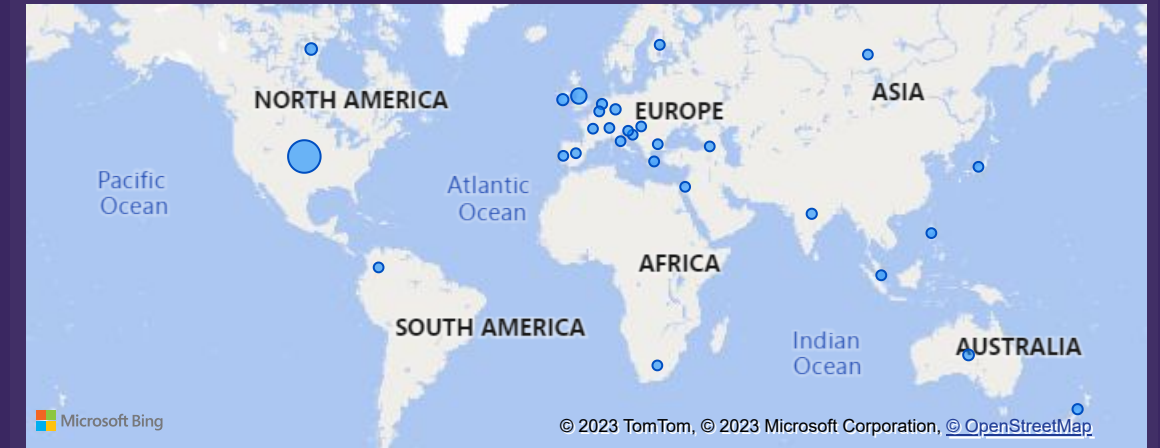 ASIA
NORTH AMERICA
EUROPE
Pacific
Ocean
Atlantic
Ocean
AFRICA
SOUTH AMERICA
Indian
Ocean
AUSTRALIA
Microsoft Bing
© 2023 TomTom, © 2023 Microsoft Corporation, © OpenStreetMap